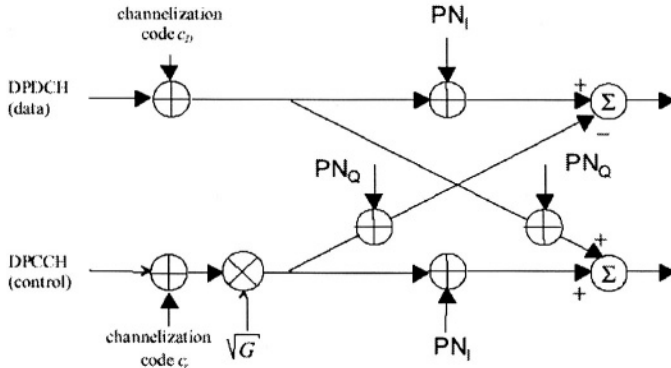 channelization
code c_D
PN_I
DPDCH
(data)
+
Σ
−
PN_Q
PN_Q
DPCCH
(control)
+
Σ
+
channelization
code c_c
√G
PN_I